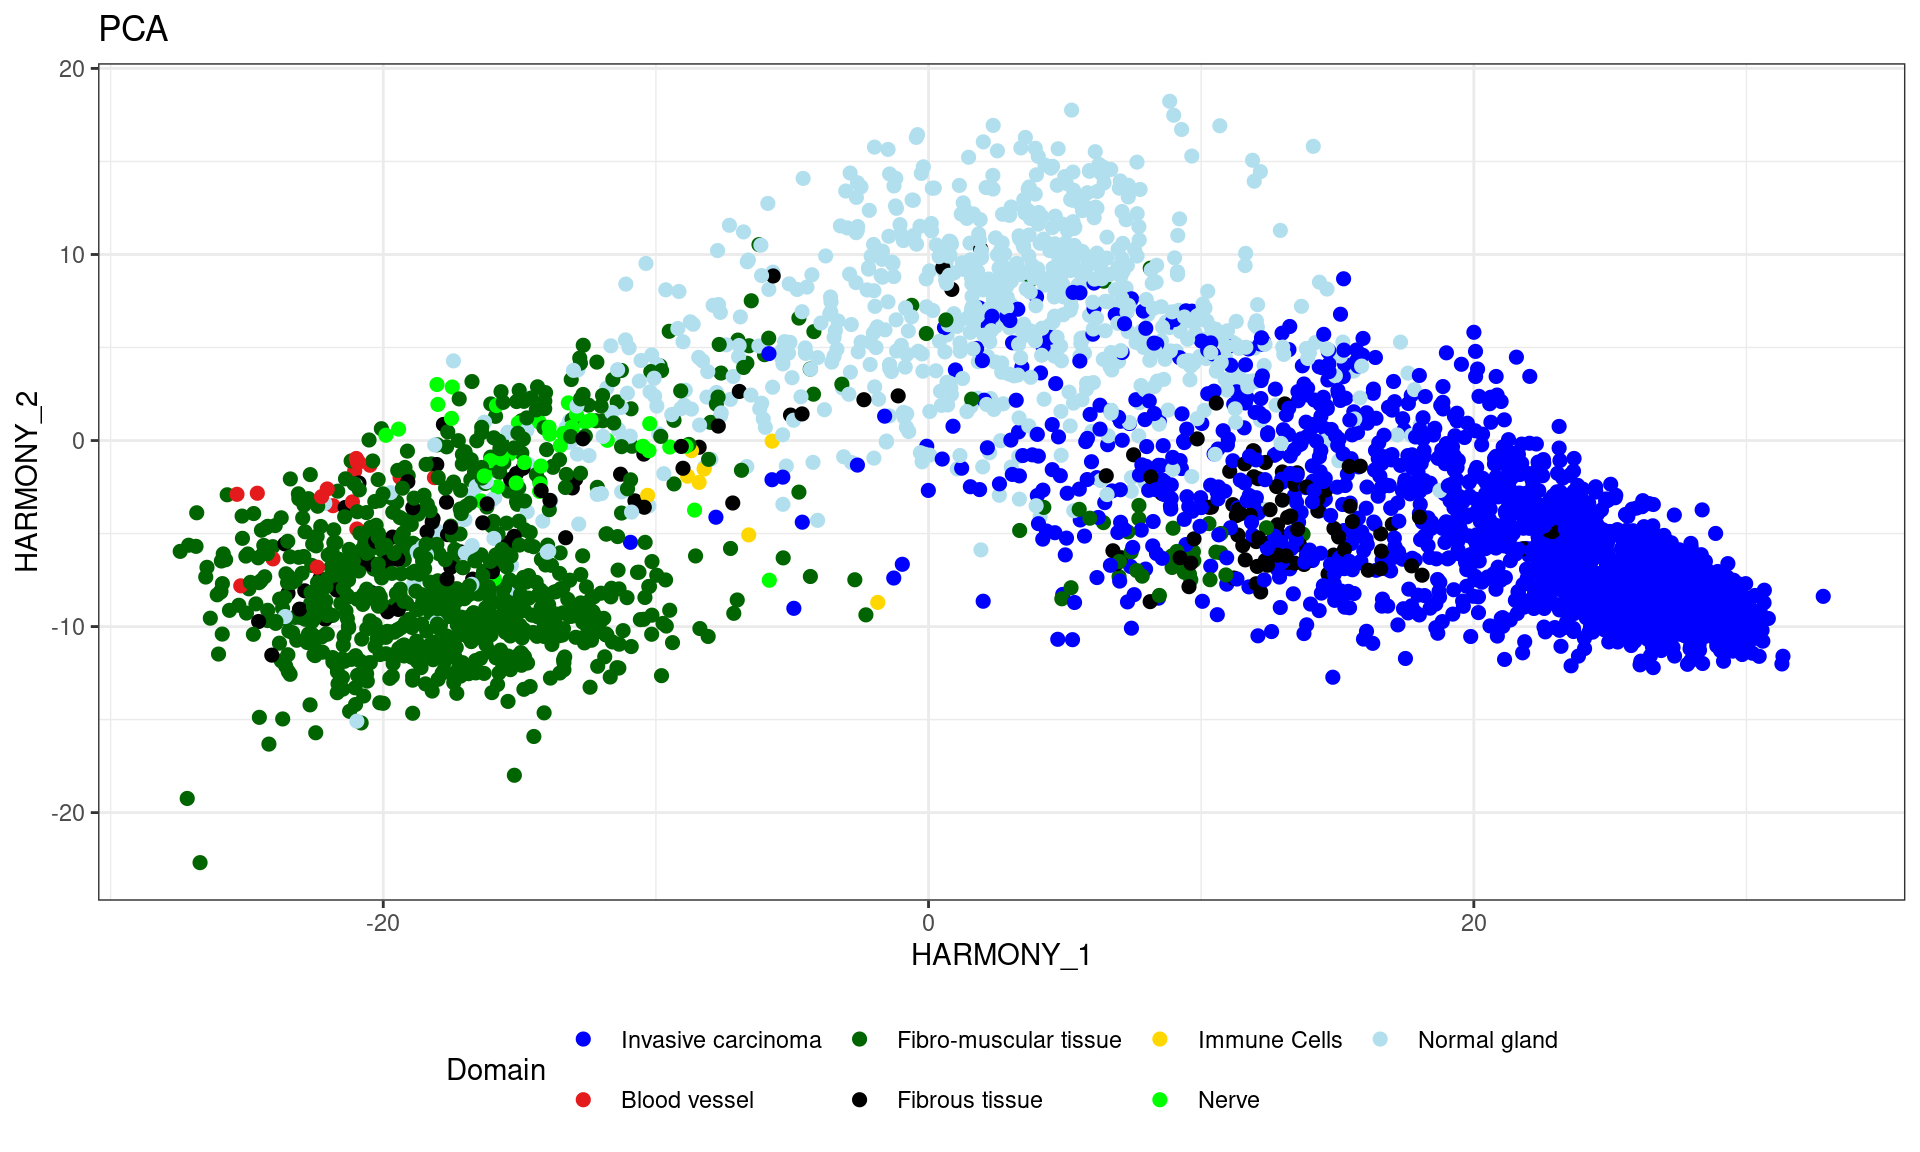 PCA
20
10
0
-10
-20
HARMONY_2
-20 0 20
HARMONY_1
Domain
Invasive carcinoma Fibro-muscular tissue Immune Cells Normal gland
Blood vessel Fibrous tissue Nerve